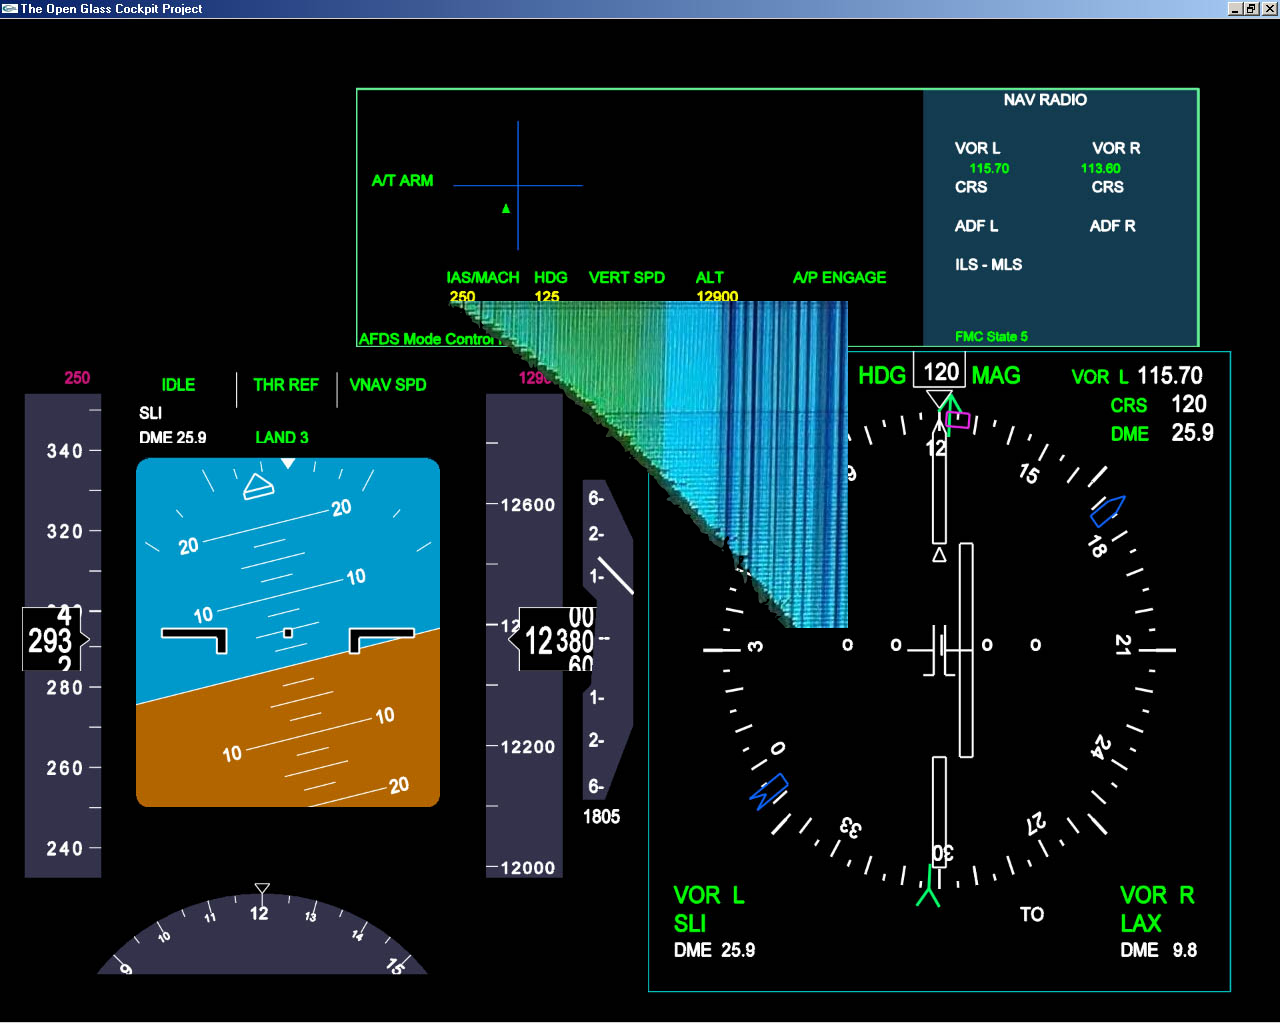 The Open Glass Cockpit Project
NAV RADIO
VOR L VOR R
115.70 113.60
CRS CRS
ADF L ADF R
ILS - MLS
FMC State 5
A/T ARM
IAS/MACH HDG VERT SPD ALT A/P ENGAGE
250 125 12900
AFDS Mode Contro
250
IDLE THR REF VNAV SPD
SLI
DME 25.9 LAND 3
340
320
280
260
240
4
293
2
20 20
10 10
10 10
20
12600
12200
12000
00
12 380
60
6-
2-
1-
1-
2-
6-
1805
9 10 11 12 13 14 15
HDG 120 MAG
VOR L 115.70
CRS 120
DME 25.9
12 15 18 21 24 27 30 33 0 3 9
0 0 0 0
VOR L
SLI
DME 25.9
TO
VOR R
LAX
DME 9.8